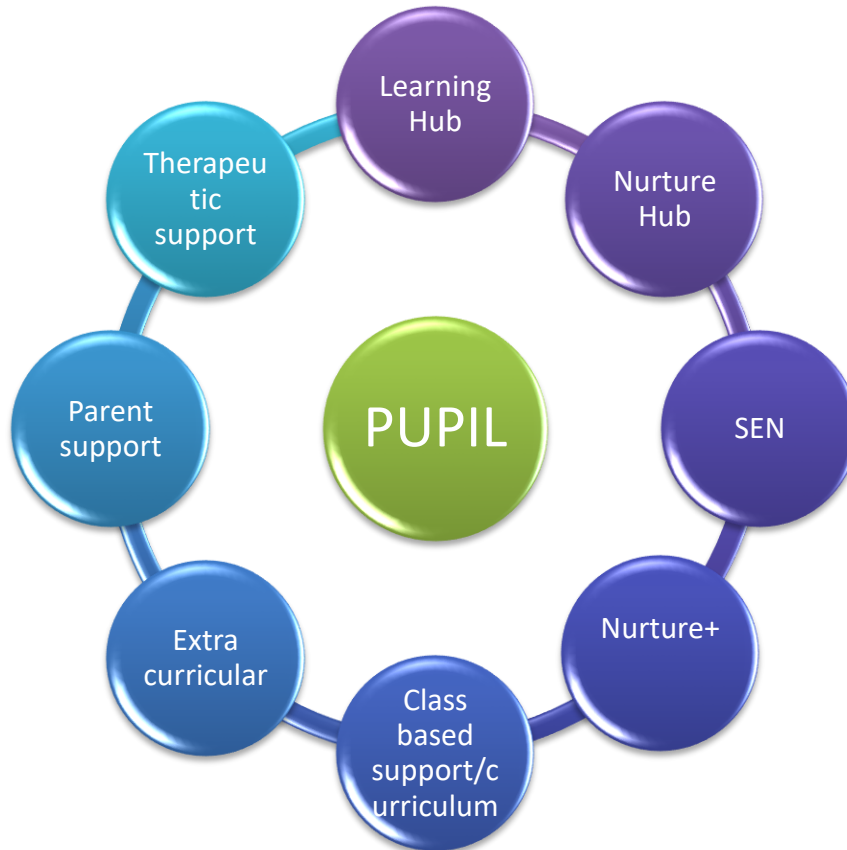 Learning
Hub
Nurture
Hub
SEN
Nurture+
Class
based
support/c
urriculum
Extra
curricular
Parent
support
Therapeu
tic
support
PUPIL